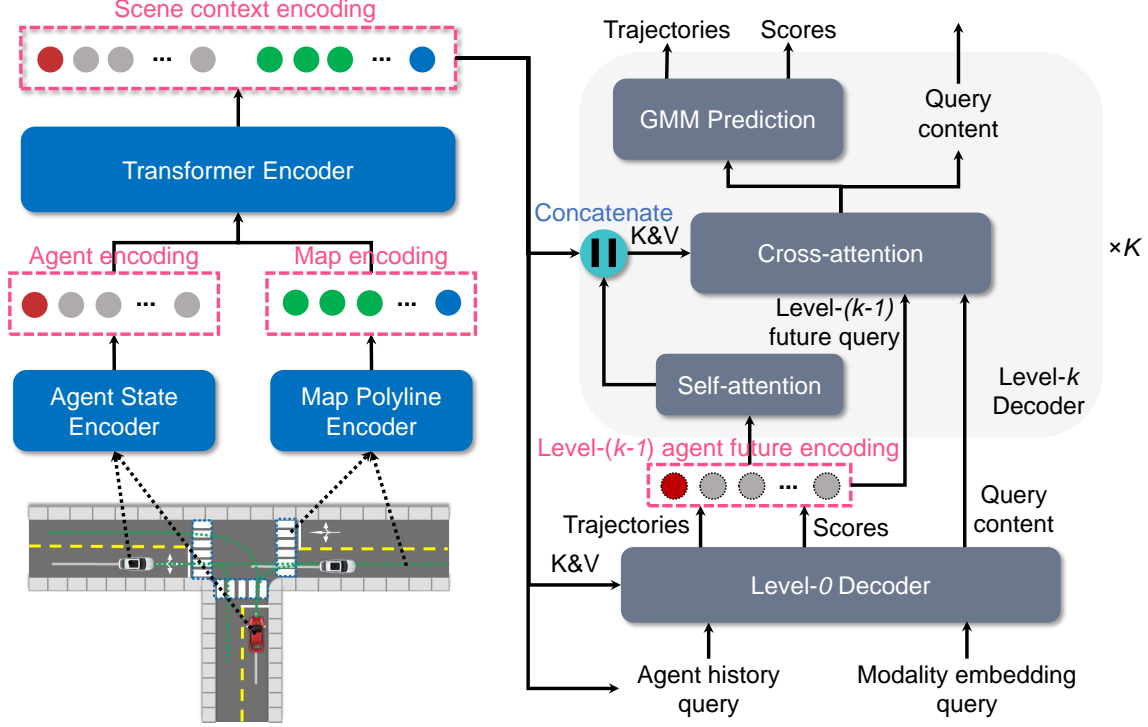 Scene context encoding
...
...
Transformer Encoder
Agent encoding
Map encoding
...
...
Agent State
Encoder
Map Polyline
Encoder
Trajectories
Scores
GMM Prediction
Query
content
Concatenate
K&V
Cross-attention
×K
Level-(k-1)
future query
Self-attention
Level-k
Decoder
Level-(k-1) agent future encoding
...
Trajectories
Scores
Query
content
K&V
Level-0 Decoder
Agent history
query
Modality embedding
query